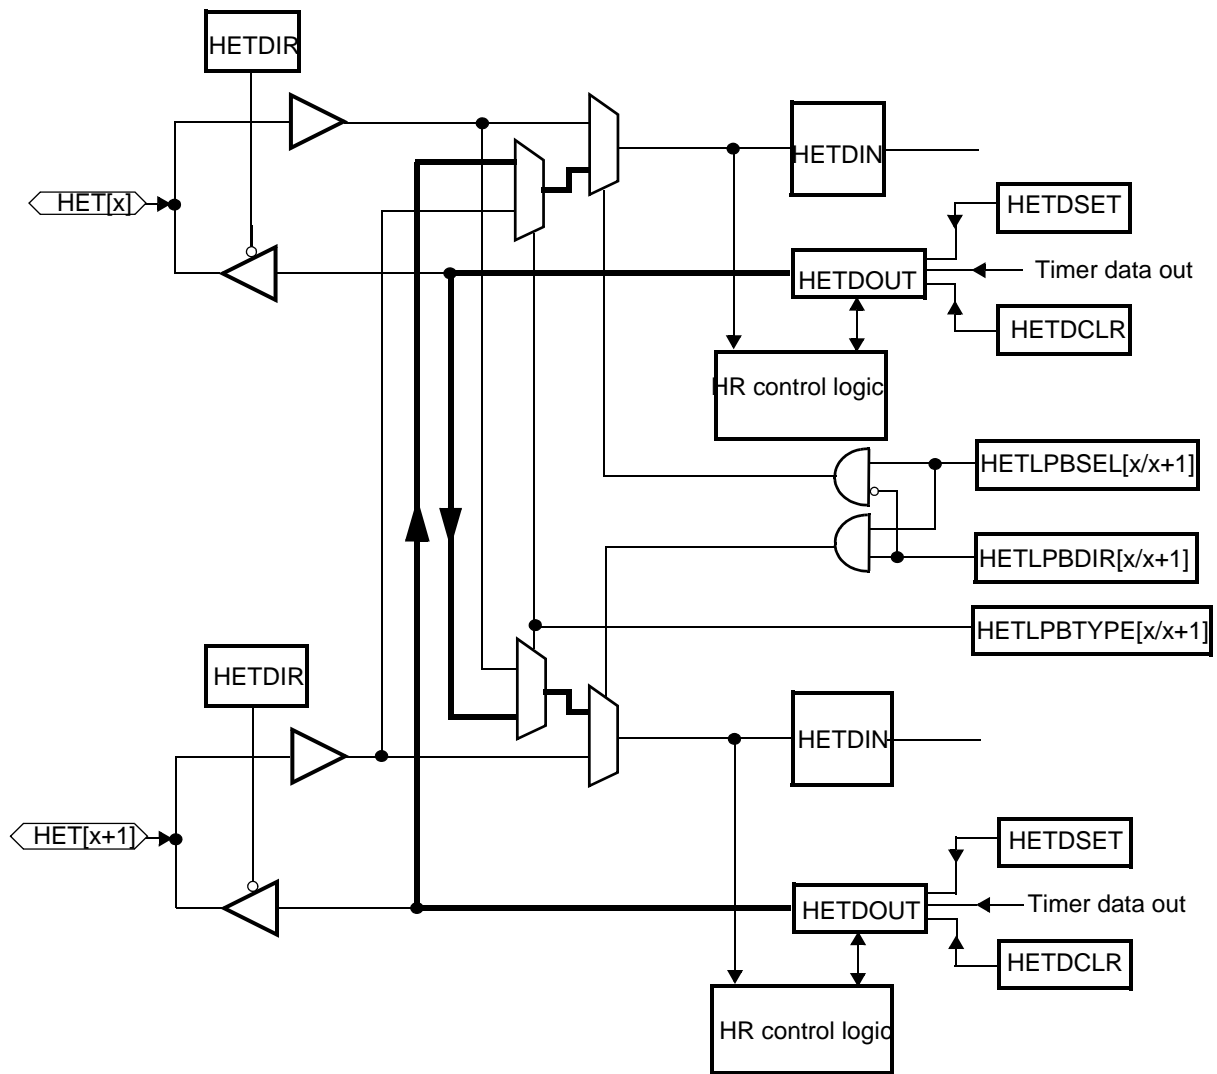 HETDIR
HETDIN
HET[x]
HETDSET
HETDOUT
Timer data out
HETDCLR
HR control logic
HETLPBSEL[x/x+1]
HETLPBDIR[x/x+1]
HETLPBTYPE[x/x+1]
HETDIR
HETDIN
HET[x+1]
HETDSET
HETDOUT
Timer data out
HETDCLR
HR control logic